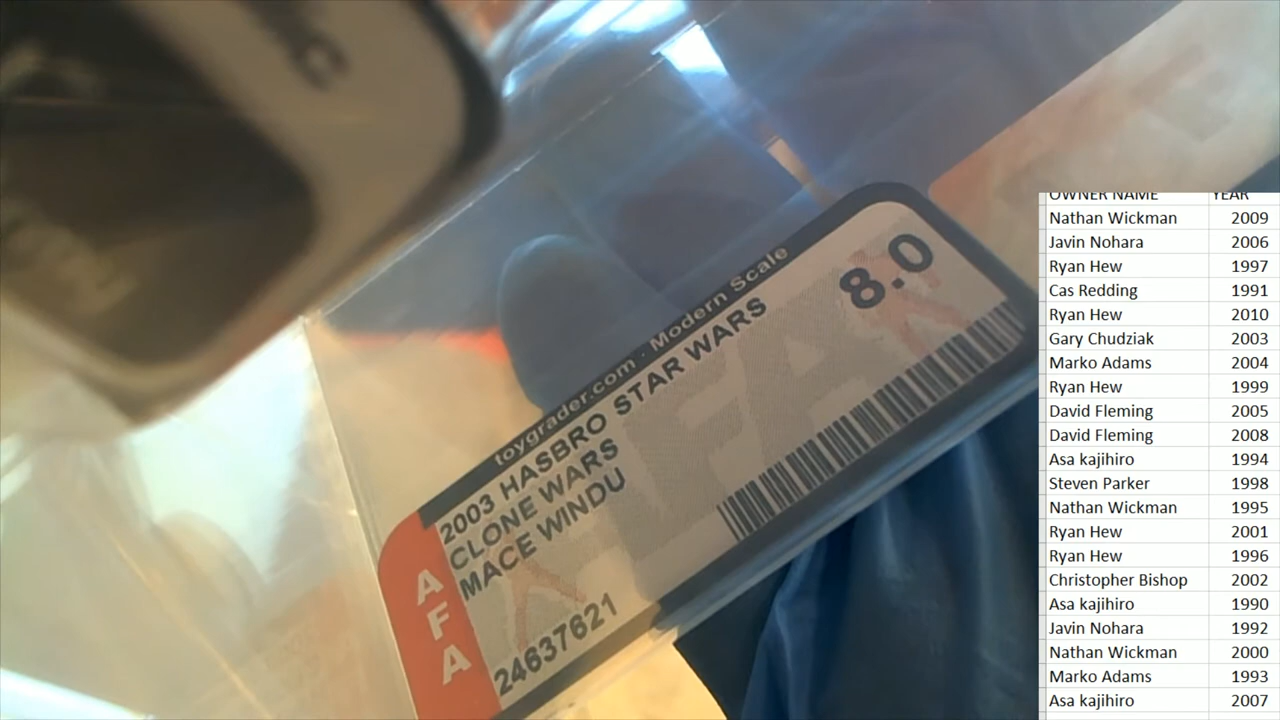 toygrader.com · Modern Scale
2003 HASBRO STAR WARS
CLONE WARS
MACE WINDU
8.0
24637621
AFA
OWNER NAME YEAR
Nathan Wickman 2009
Javin Nohara 2006
Ryan Hew 1997
Cas Redding 1991
Ryan Hew 2010
Gary Chudziak 2003
Marko Adams 2004
Ryan Hew 1999
David Fleming 2005
David Fleming 2008
Asa kajihiro 1994
Steven Parker 1998
Nathan Wickman 1995
Ryan Hew 2001
Ryan Hew 1996
Christopher Bishop 2002
Asa kajihiro 1990
Javin Nohara 1992
Nathan Wickman 2000
Marko Adams 1993
Asa kajihiro 2007